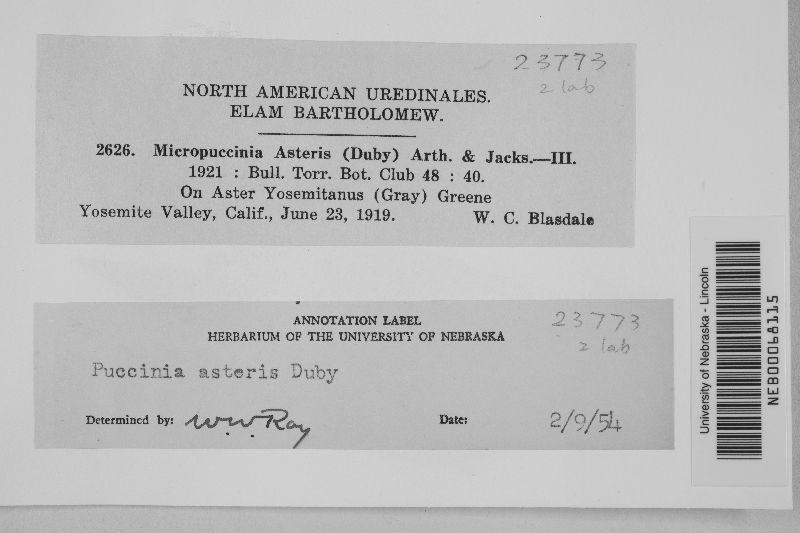 23773
2 lab
NORTH AMERICAN UREDINALES.
ELAM BARTHOLOMEW.
2626. Micropuccinia Asteris (Duby) Arth. & Jacks.—III.
1921 : Bull. Torr. Bot. Club 48 : 40.
On Aster Yosemitanus (Gray) Greene
Yosemite Valley, Calif., June 23, 1919. W. C. Blasdale
University of Nebraska - Lincoln
NEB00068115
ANNOTATION LABEL
HERBARIUM OF THE UNIVERSITY OF NEBRASKA
23773
2 lab
Puccinia asteris Duby
Determined by: W.W. Ray Date: 2/9/54